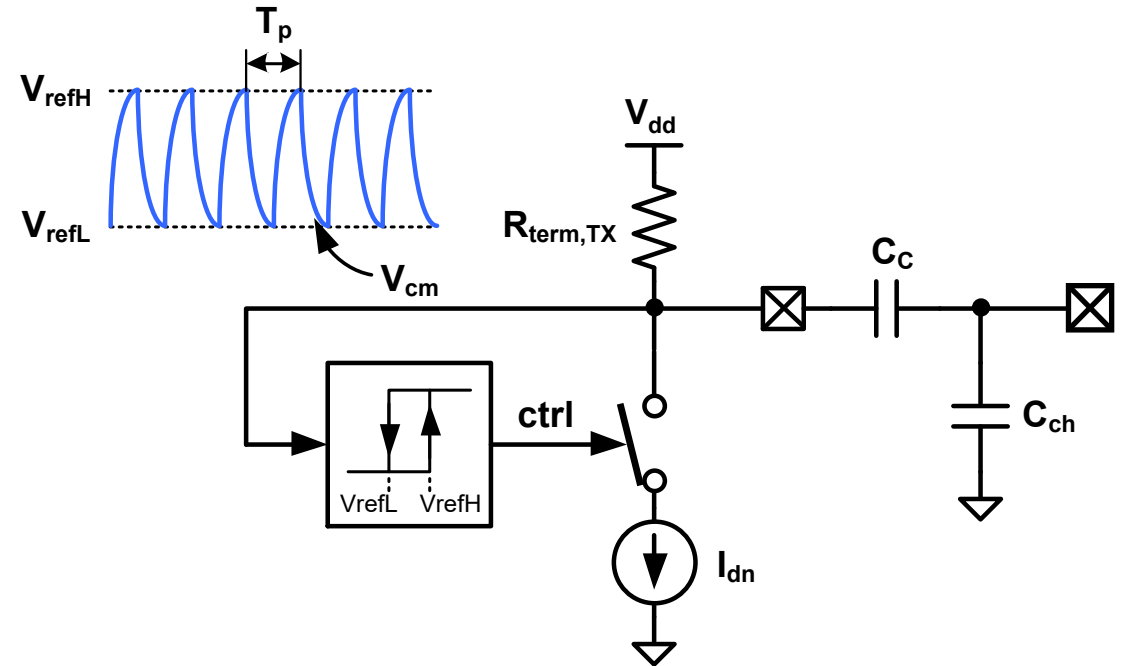 Tp
VrefH
VrefL
Vcm
Vdd
Rterm,TX
CC
Cch
ctrl
VrefL VrefH
Idn